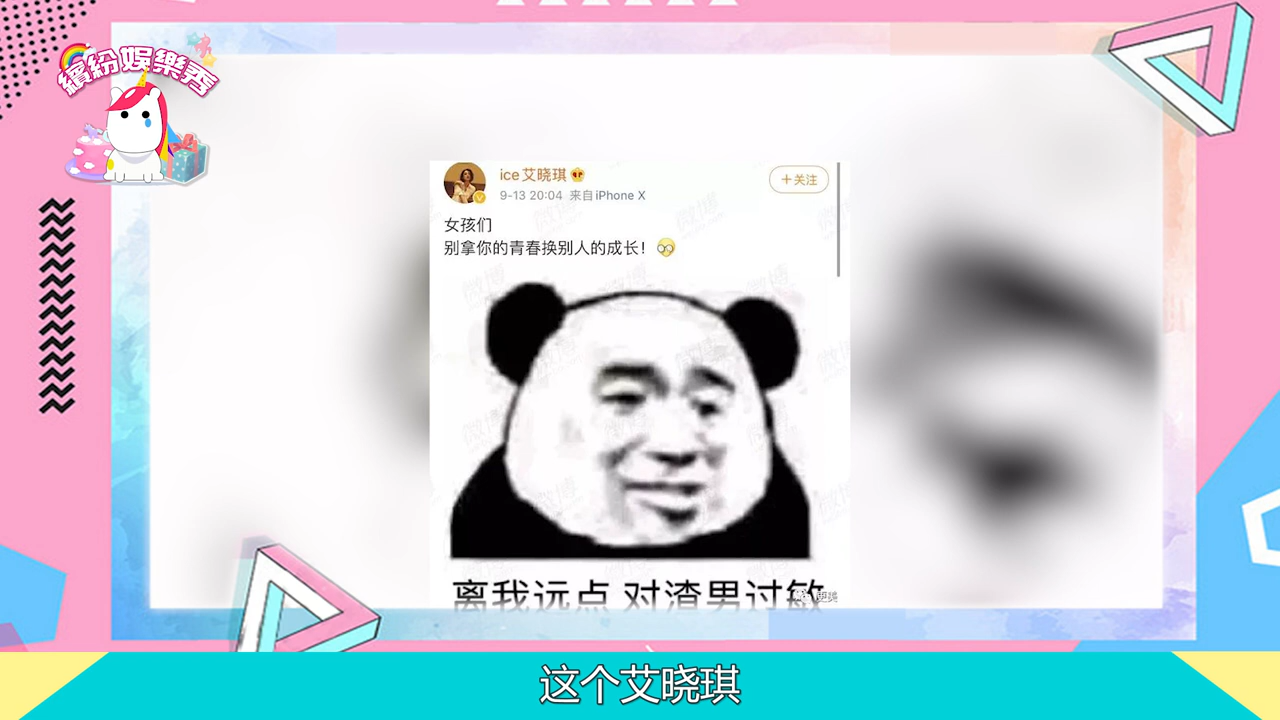 繽紛娛樂秀
ice艾晓琪
+关注
9-13 20:04 来自iPhone X
女孩们
别拿你的青春换别人的成长!
离我远点 对渣男过敏
这个艾晓琪